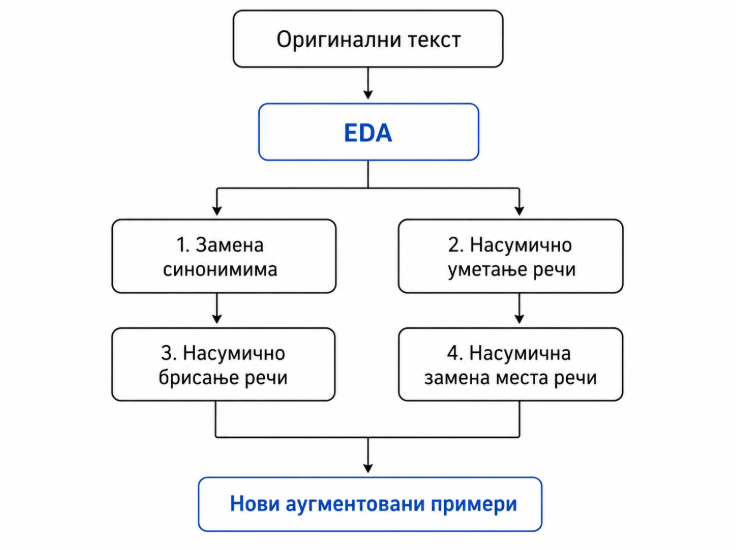 Оригинални текст
EDA
1. Замена
синонимима
2. Насумично
уметање речи
3. Насумично
брисање речи
4. Насумична
замена места речи
Нови аугментовани примери